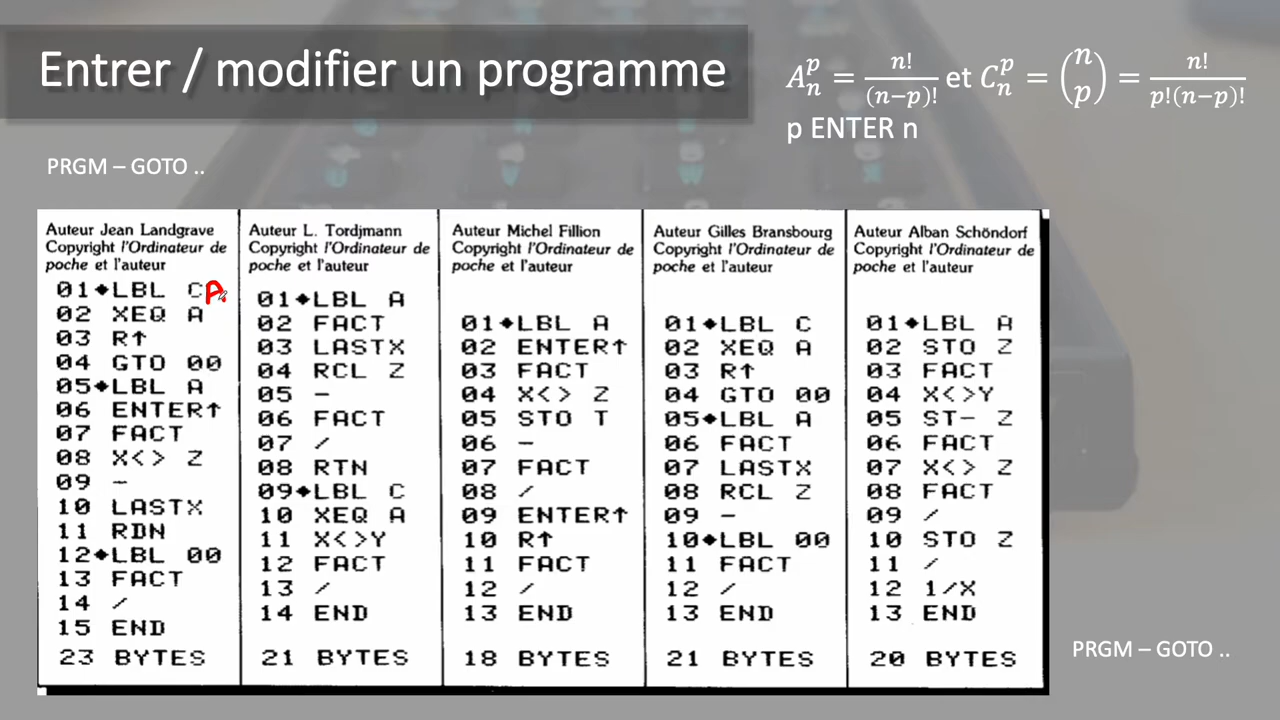 Entrer / modifier un programme
A_n^p = n!/(n−p)! et C_n^p = (n p) = n!/p!(n−p)!
p ENTER n
PRGM – GOTO ..
Auteur Jean Landgrave
Copyright l'Ordinateur de
poche et l'auteur
01♦LBL C A
02 XEQ A
03 R↑
04 GTO 00
05♦LBL A
06 ENTER↑
07 FACT
08 X<> Z
09 -
10 LASTX
11 RDN
12♦LBL 00
13 FACT
14 /
15 END
23 BYTES
Auteur L. Tordjmann
Copyright l'Ordinateur de
poche et l'auteur
01♦LBL A
02 FACT
03 LASTX
04 RCL Z
05 -
06 FACT
07 /
08 RTN
09♦LBL C
10 XEQ A
11 X<>Y
12 FACT
13 /
14 END
21 BYTES
Auteur Michel Fillion
Copyright l'Ordinateur de
poche et l'auteur
01♦LBL A
02 ENTER↑
03 FACT
04 X<> Z
05 STO T
06 -
07 FACT
08 /
09 ENTER↑
10 R↑
11 FACT
12 /
13 END
18 BYTES
Auteur Gilles Bransbourg
Copyright l'Ordinateur de
poche et l'auteur
01♦LBL C
02 XEQ A
03 R↑
04 GTO 00
05♦LBL A
06 FACT
07 LASTX
08 RCL Z
09 -
10♦LBL 00
11 FACT
12 /
13 END
21 BYTES
Auteur Alban Schöndorf
Copyright l'Ordinateur de
poche et l'auteur
01♦LBL A
02 STO Z
03 FACT
04 X<>Y
05 ST- Z
06 FACT
07 X<> Z
08 FACT
09 /
10 STO Z
11 /
12 1/X
13 END
20 BYTES
PRGM – GOTO ..